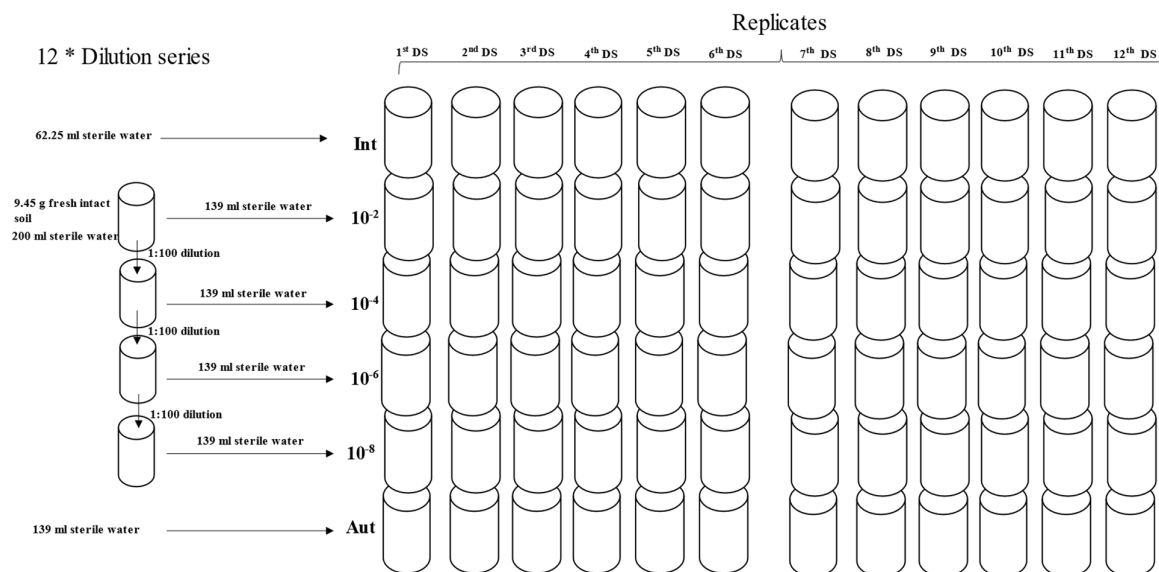 Replicates
12 * Dilution series
1st DS 2nd DS 3rd DS 4th DS 5th DS 6th DS 7th DS 8th DS 9th DS 10th DS 11th DS 12th DS
62.25 ml sterile water
Int
9.45 g fresh intact
soil
200 ml sterile water
139 ml sterile water
10-2
1:100 dilution
139 ml sterile water
10-4
1:100 dilution
139 ml sterile water
10-6
1:100 dilution
139 ml sterile water
10-8
139 ml sterile water
Aut